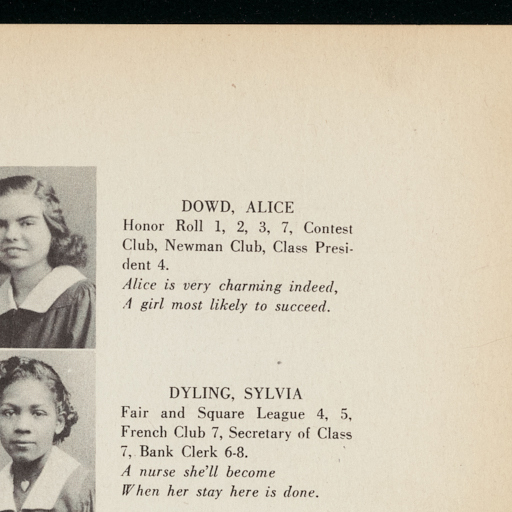 DOWD, ALICE
Honor Roll 1, 2, 3, 7, Contest
Club, Newman Club, Class Presi-
dent 4.
Alice is very charming indeed,
A girl most likely to succeed.
DYLING, SYLVIA
Fair and Square League 4, 5,
French Club 7, Secretary of Class
7, Bank Clerk 6-8.
A nurse she'll become
When her stay here is done.